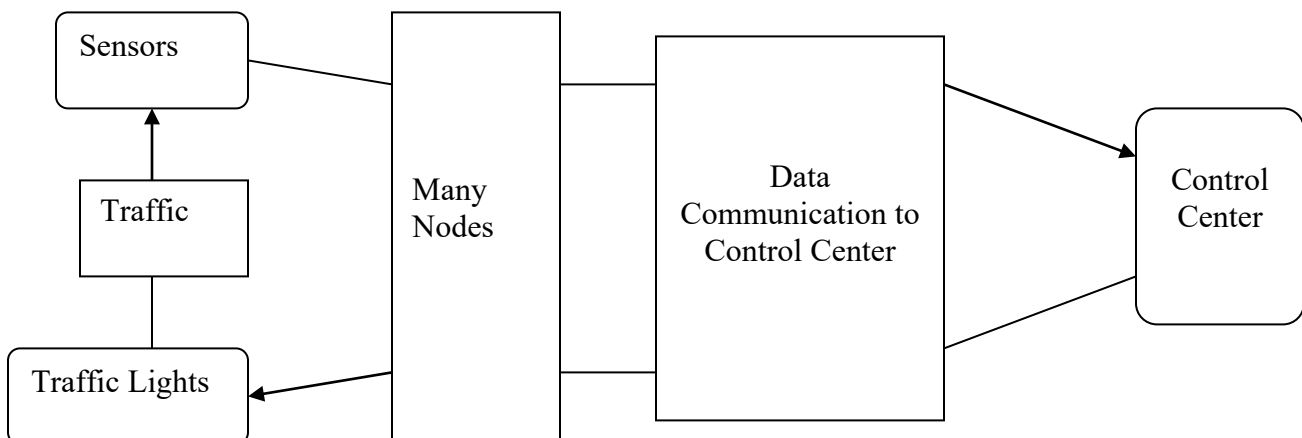 Sensors
Traffic
Traffic Lights
Many
Nodes
Data
Communication to
Control Center
Control
Center